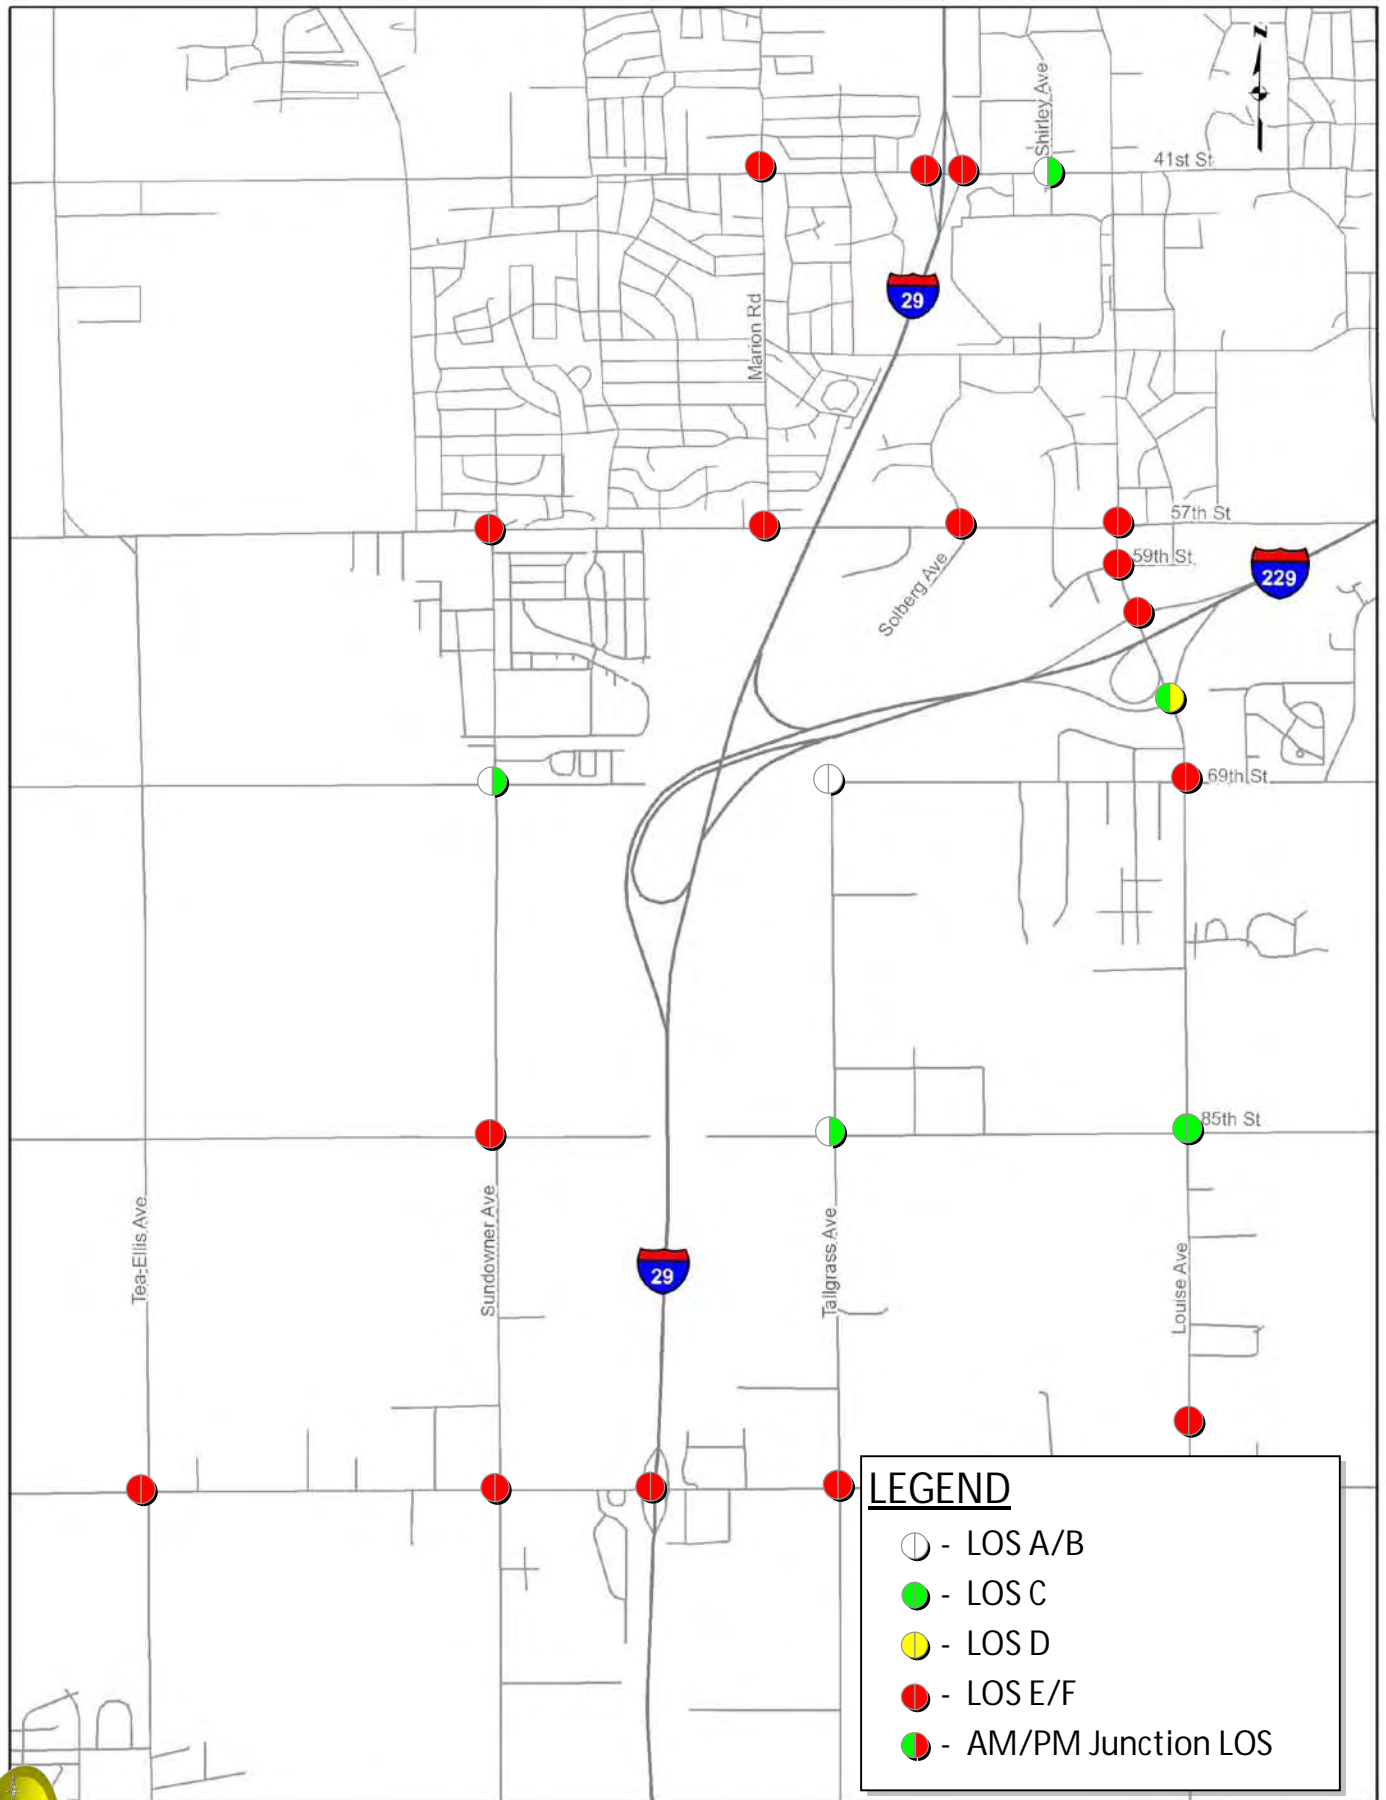 Z
Shirley Ave
41st St
29
Marion Rd
57th St
59th St
229
Solberg Ave
69th St
85th St
Tea-Ellis Ave
Sundowner Ave
29
Tallgrass Ave
Louise Ave
LEGEND
- LOS A/B
- LOS C
- LOS D
- LOS E/F
- AM/PM Junction LOS